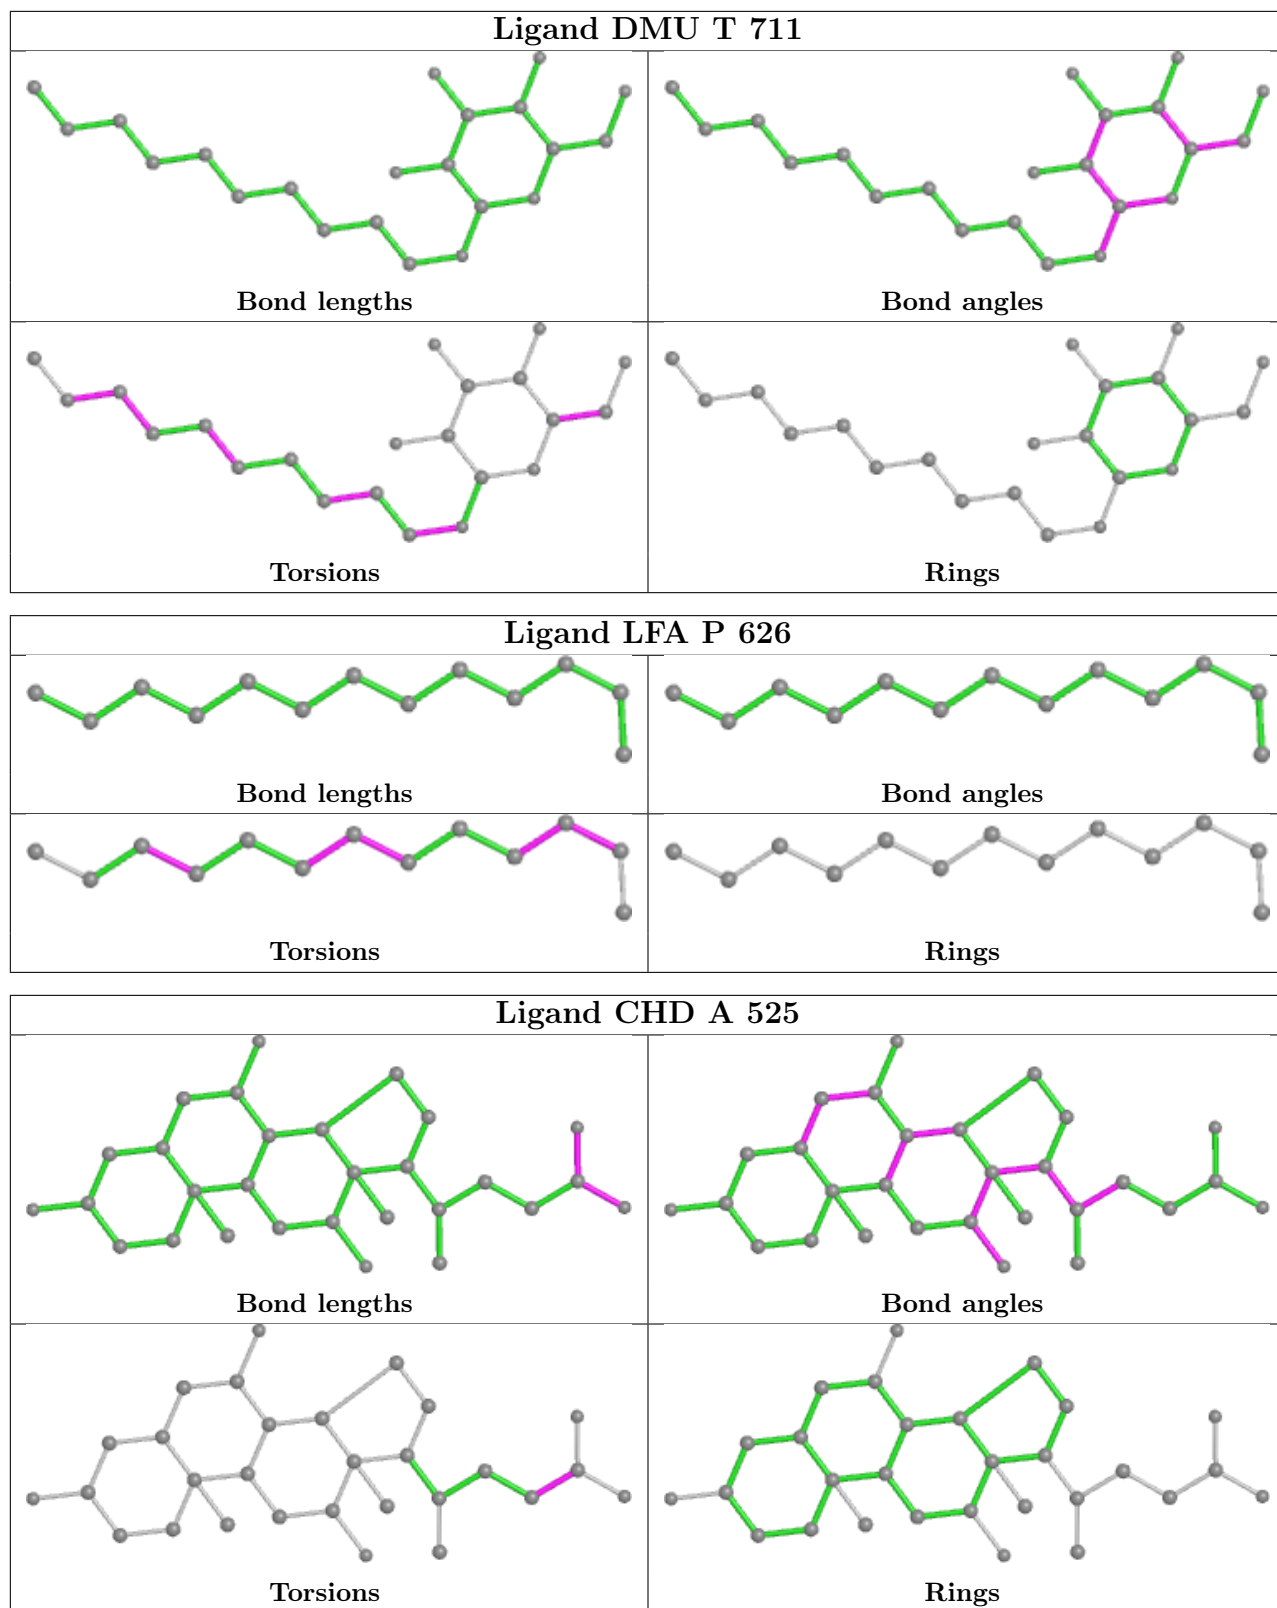 Ligand DMU T 711
Bond lengths
Bond angles
Torsions
Rings
Ligand LFA P 626
Bond lengths
Bond angles
Torsions
Rings
Ligand CHD A 525
Bond lengths
Bond angles
Torsions
Rings